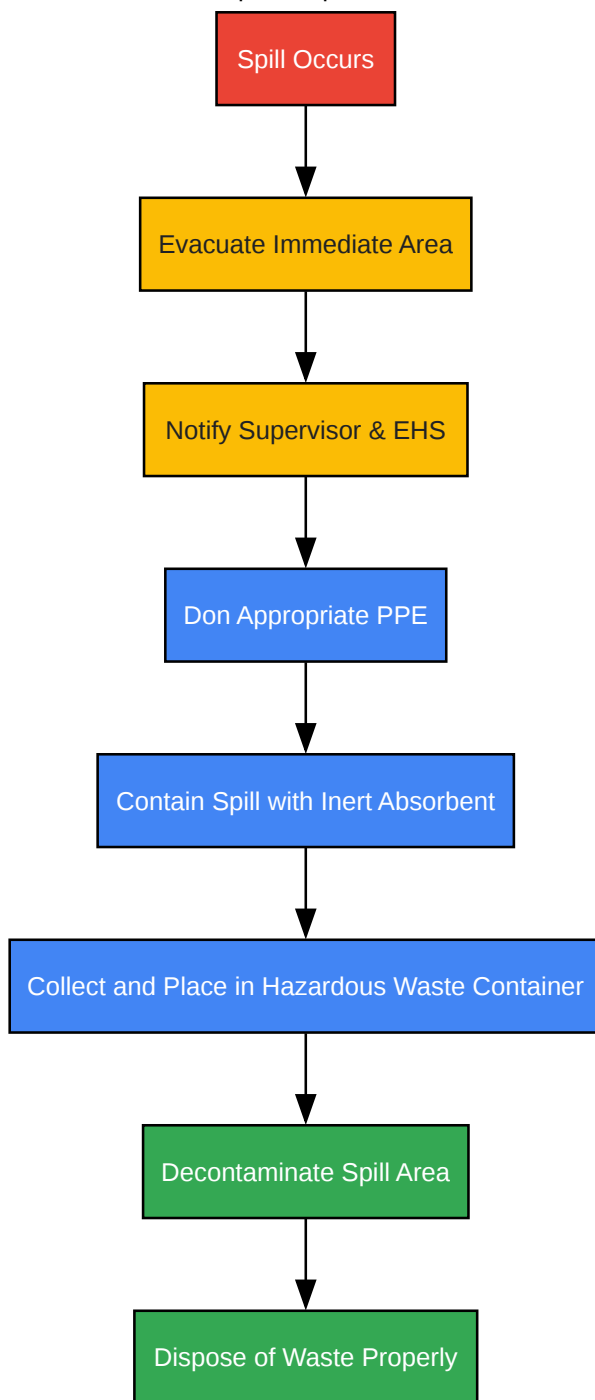 Spill Occurs
Evacuate Immediate Area
Notify Supervisor & EHS
Don Appropriate PPE
Contain Spill with Inert Absorbent
Collect and Place in Hazardous Waste Container
Decontaminate Spill Area
Dispose of Waste Properly